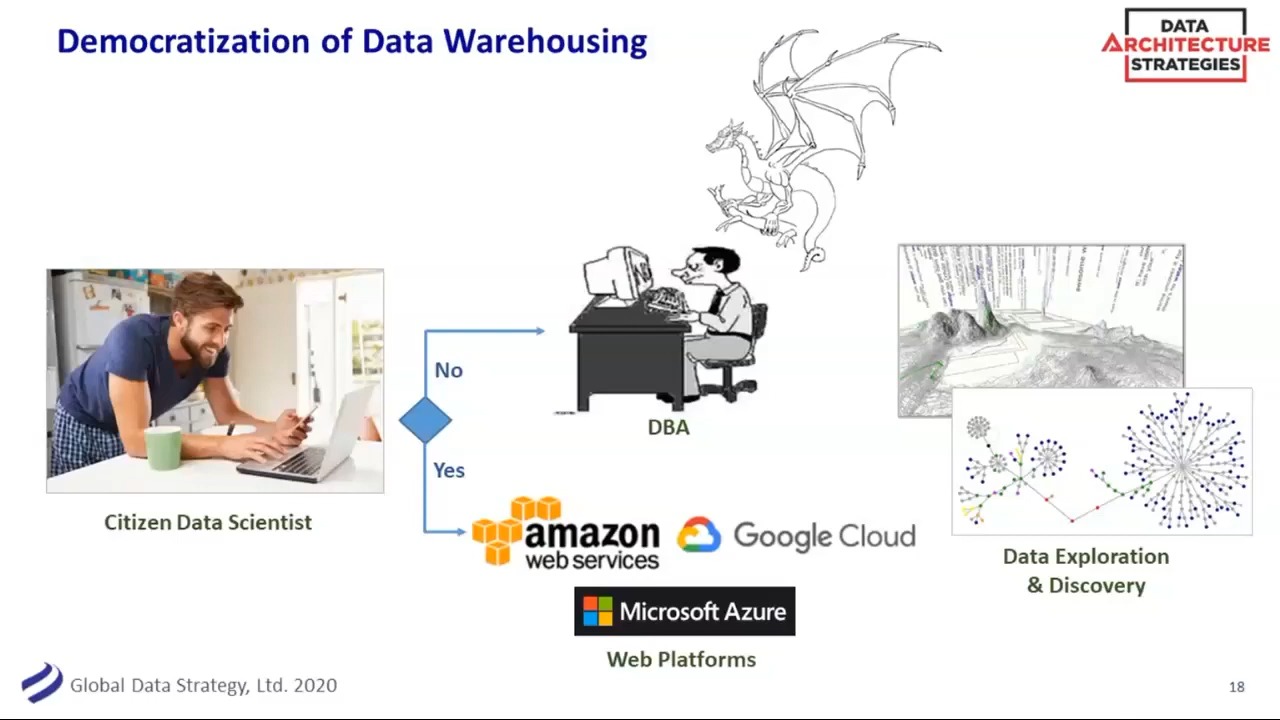 Democratization of Data Warehousing
DATA
ARCHITECTURE
STRATEGIES
No
DBA
Yes
Citizen Data Scientist
amazon
web services
Google Cloud
Microsoft Azure
Web Platforms
Data Exploration
& Discovery
Global Data Strategy, Ltd. 2020
18